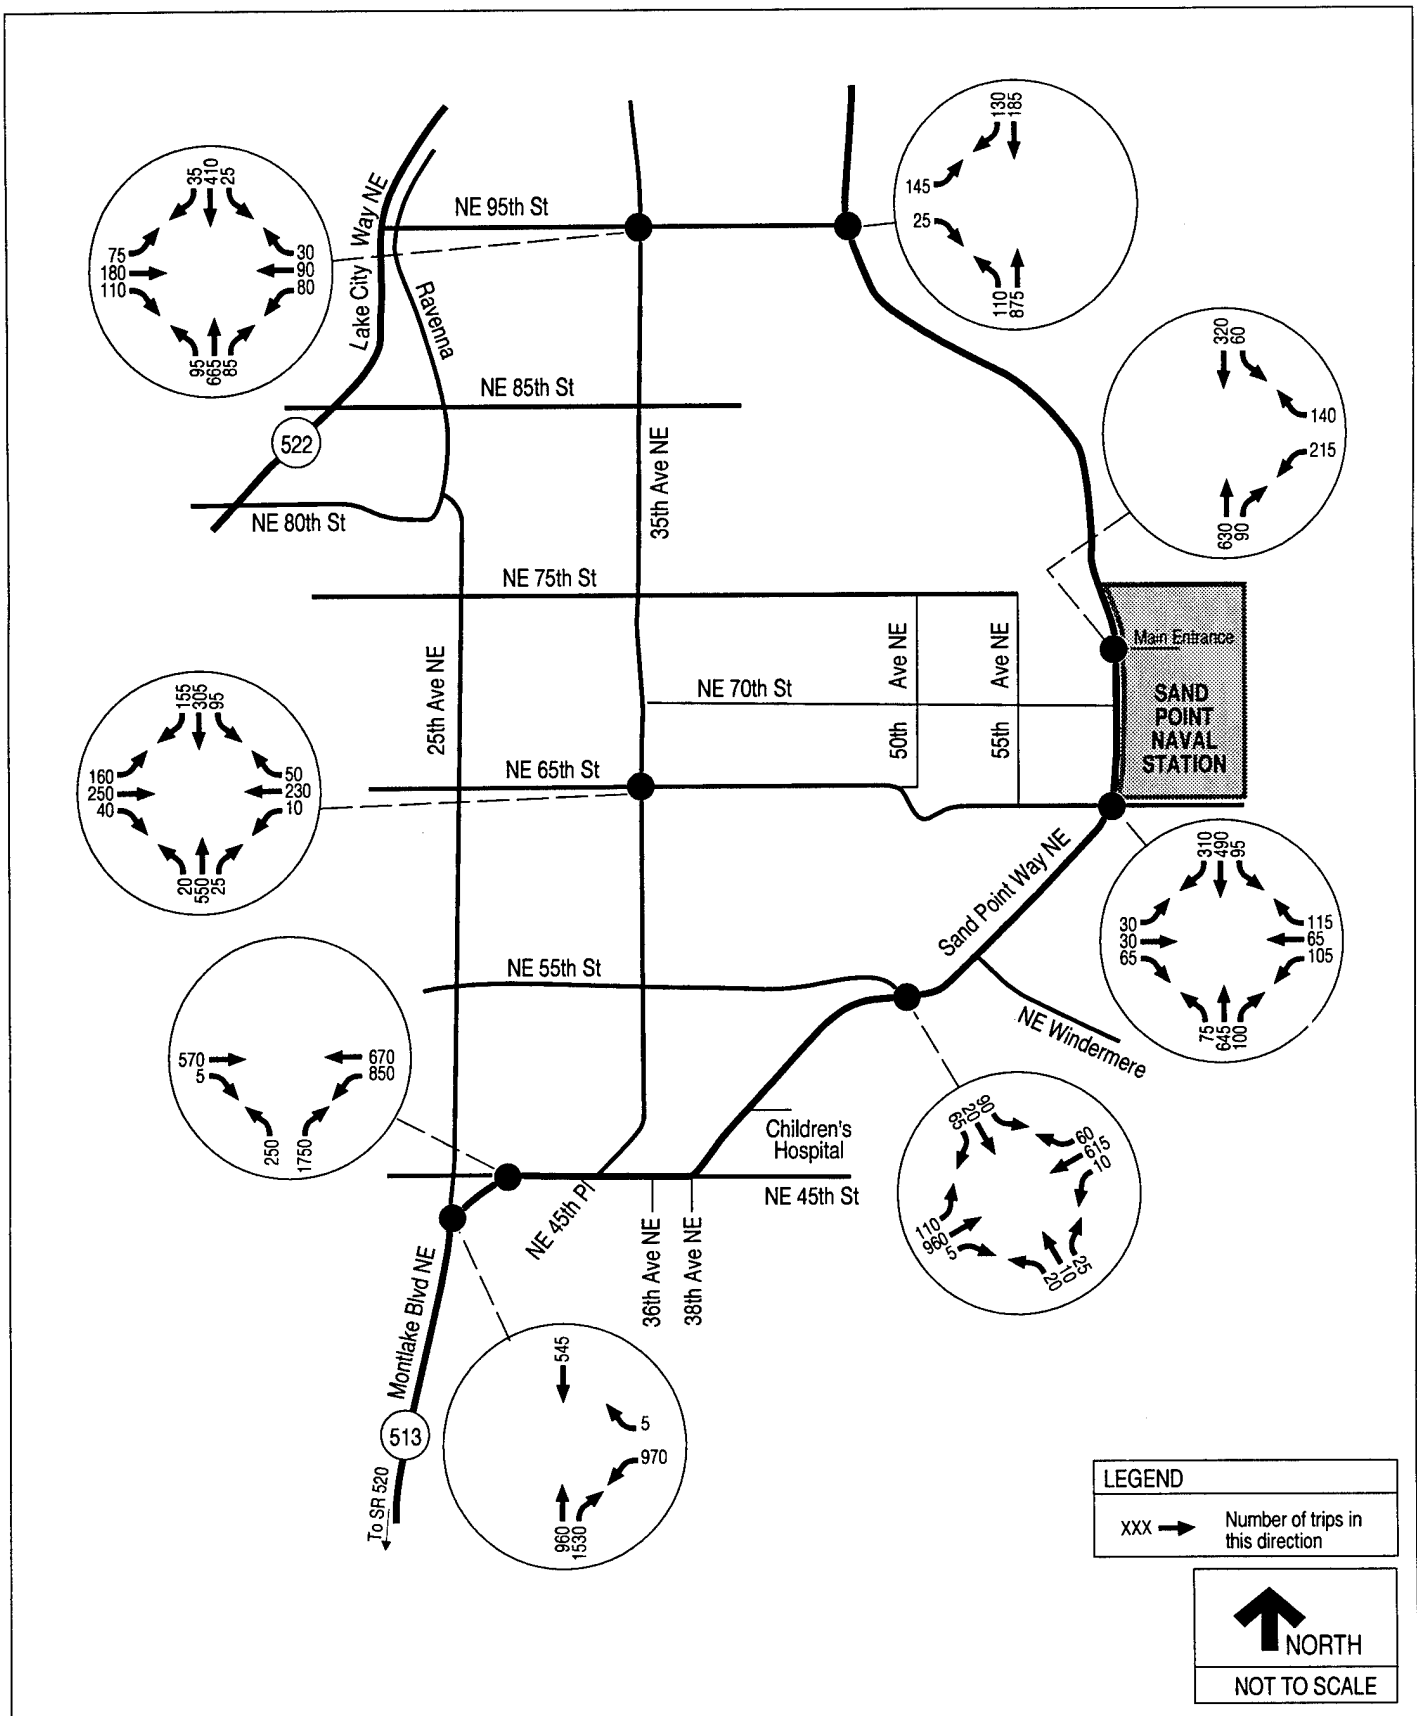 130
185
145
25
110
875
35
410
25
75
180
110
30
90
80
95
665
85
Lake City Way NE
NE 95th St
Ravenna
320
60
140
215
630
90
NE 85th St
522
35th Ave NE
NE 80th St
NE 75th St
25th Ave NE
50th Ave NE
55th Ave NE
Main Entrance
NE 70th St
SAND
POINT
NAVAL
STATION
155
305
95
160
250
40
50
230
10
20
550
25
NE 65th St
Sand Point Way NE
310
490
95
30
30
65
115
65
105
75
645
100
NE 55th St
NE Windermere
570
5
670
850
250
1750
Children's
Hospital
65
20
90
60
615
10
110
960
5
20
10
25
NE 45th Pl
NE 45th St
36th Ave NE
38th Ave NE
Montlake Blvd NE
513
To SR 520
545
5
970
960
1530
LEGEND
XXX
Number of trips in
this direction
NORTH
NOT TO SCALE